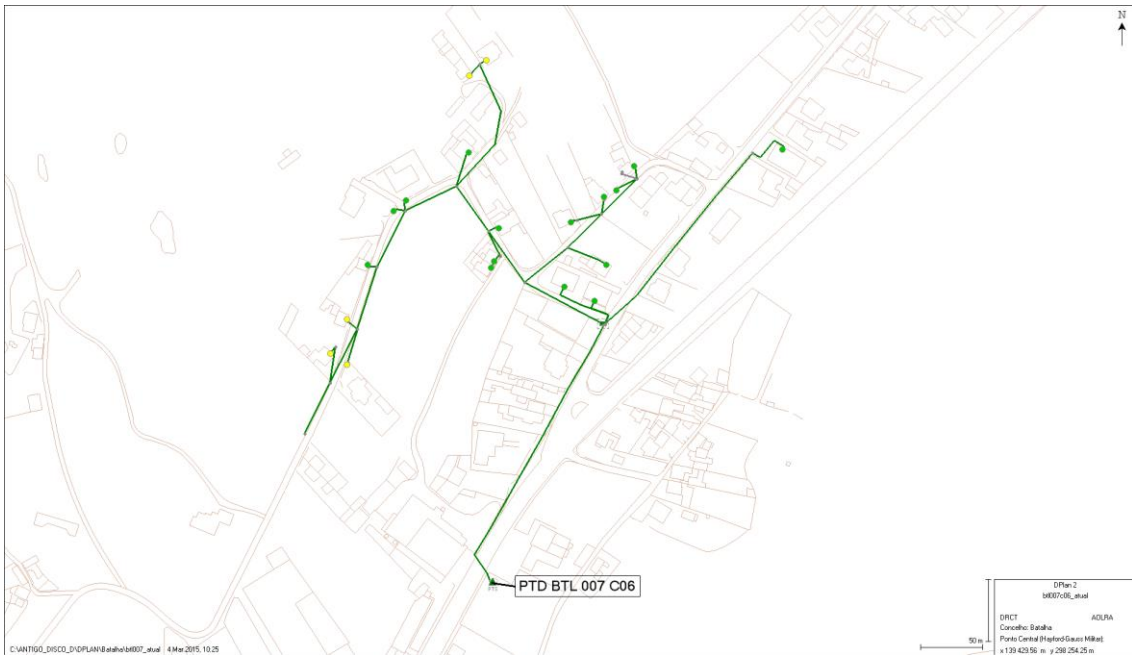 N
PTD BTL 007 C06
50 m
DPlan 2
btl007c06_atual
DRCT AOLRA
Concelho: Batalha
Ponto Central (Hayford-Gauss Militar):
x 139 429.56 m y 298 254.25 m
C:\ANTIGO_DISCO_D\DPLAN\Batalha\btl007_atual 4.Mar.2015, 10:25